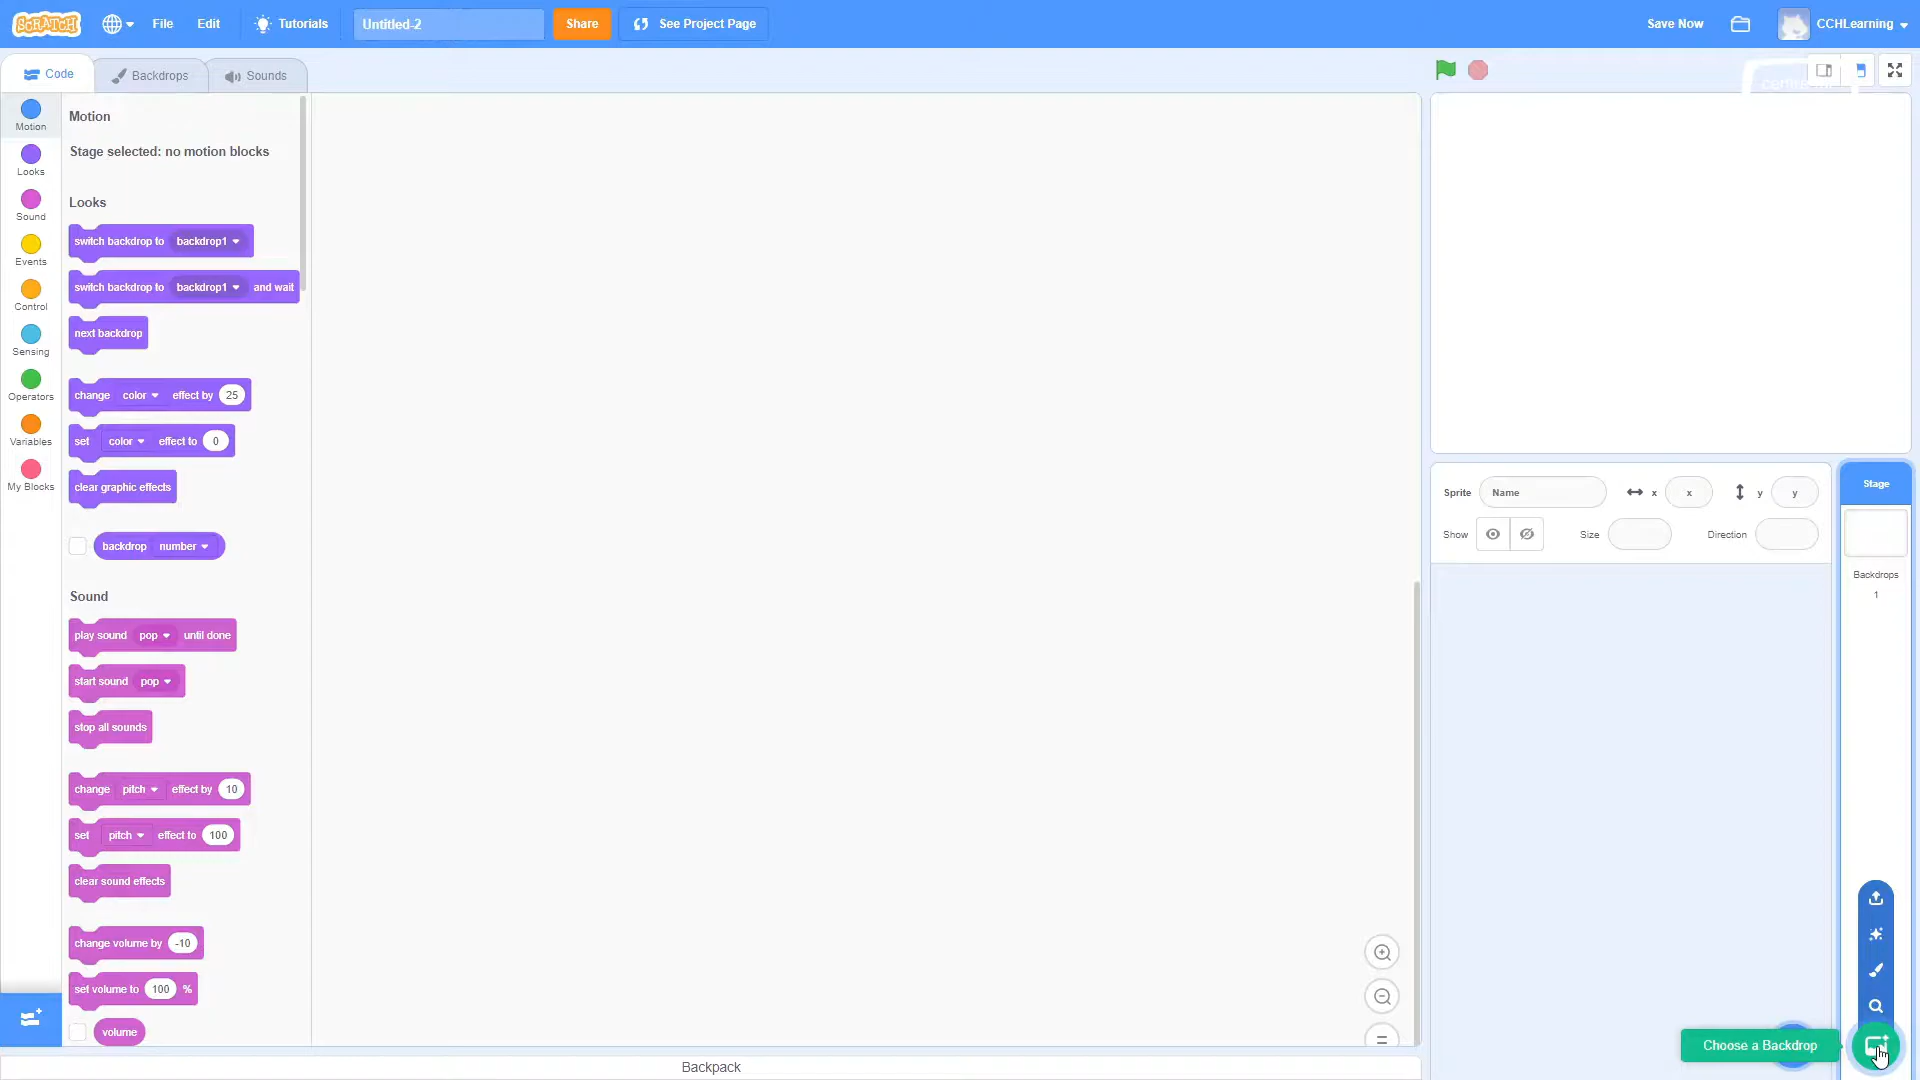 SCRATCH File Edit Tutorials Untitled-2 Share See Project Page Save Now CCHLearning
Code Backdrops Sounds
Motion
Looks
Sound
Events
Control
Sensing
Operators
Variables
My Blocks
Motion
Stage selected: no motion blocks
Looks
switch backdrop to backdrop1
switch backdrop to backdrop1 and wait
next backdrop
change color effect by 25
set color effect to 0
clear graphic effects
backdrop number
Sound
play sound pop until done
start sound pop
stop all sounds
change pitch effect by 10
set pitch effect to 100
clear sound effects
change volume by -10
set volume to 100 %
volume
Backpack
Sprite Name x x y y
Show Size Direction
Stage
Backdrops
1
Choose a Backdrop